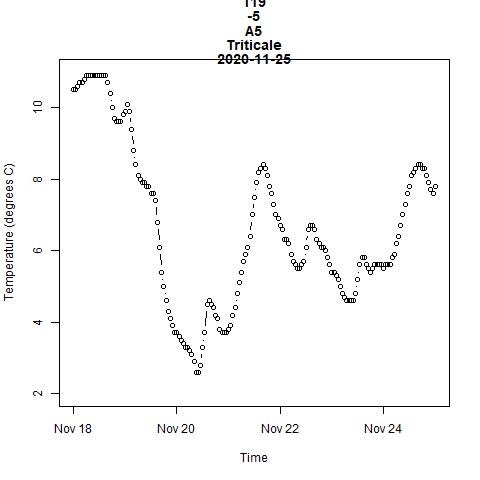 T19
-5
A5
Triticale
2020-11-25
Temperature (degrees C)
10
8
6
4
2
Nov 18
Nov 20
Nov 22
Nov 24
Time